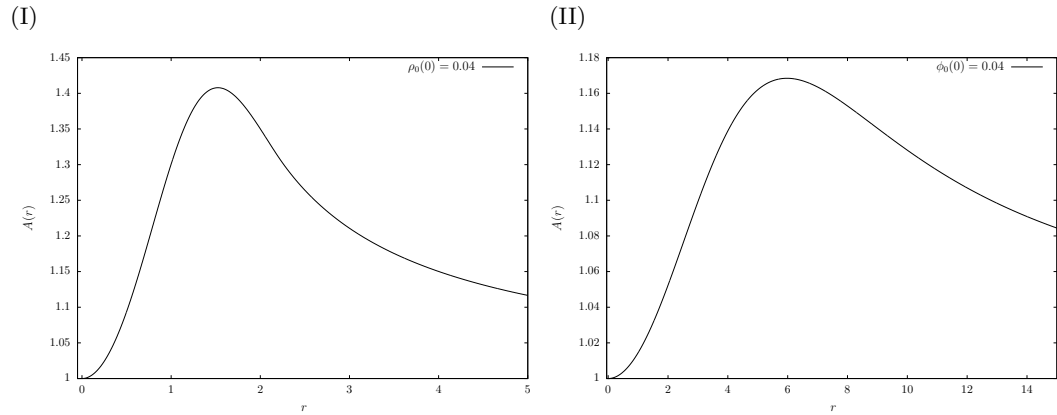 (I)
1.45
1.4
1.35
1.3
1.25
1.2
1.15
1.1
1.05
1
A(r)
ρ₀(0) = 0.04
0 1 2 3 4 5
r
(II)
1.18
1.16
1.14
1.12
1.1
1.08
1.06
1.04
1.02
1
A(r)
ϕ₀(0) = 0.04
0 2 4 6 8 10 12 14
r